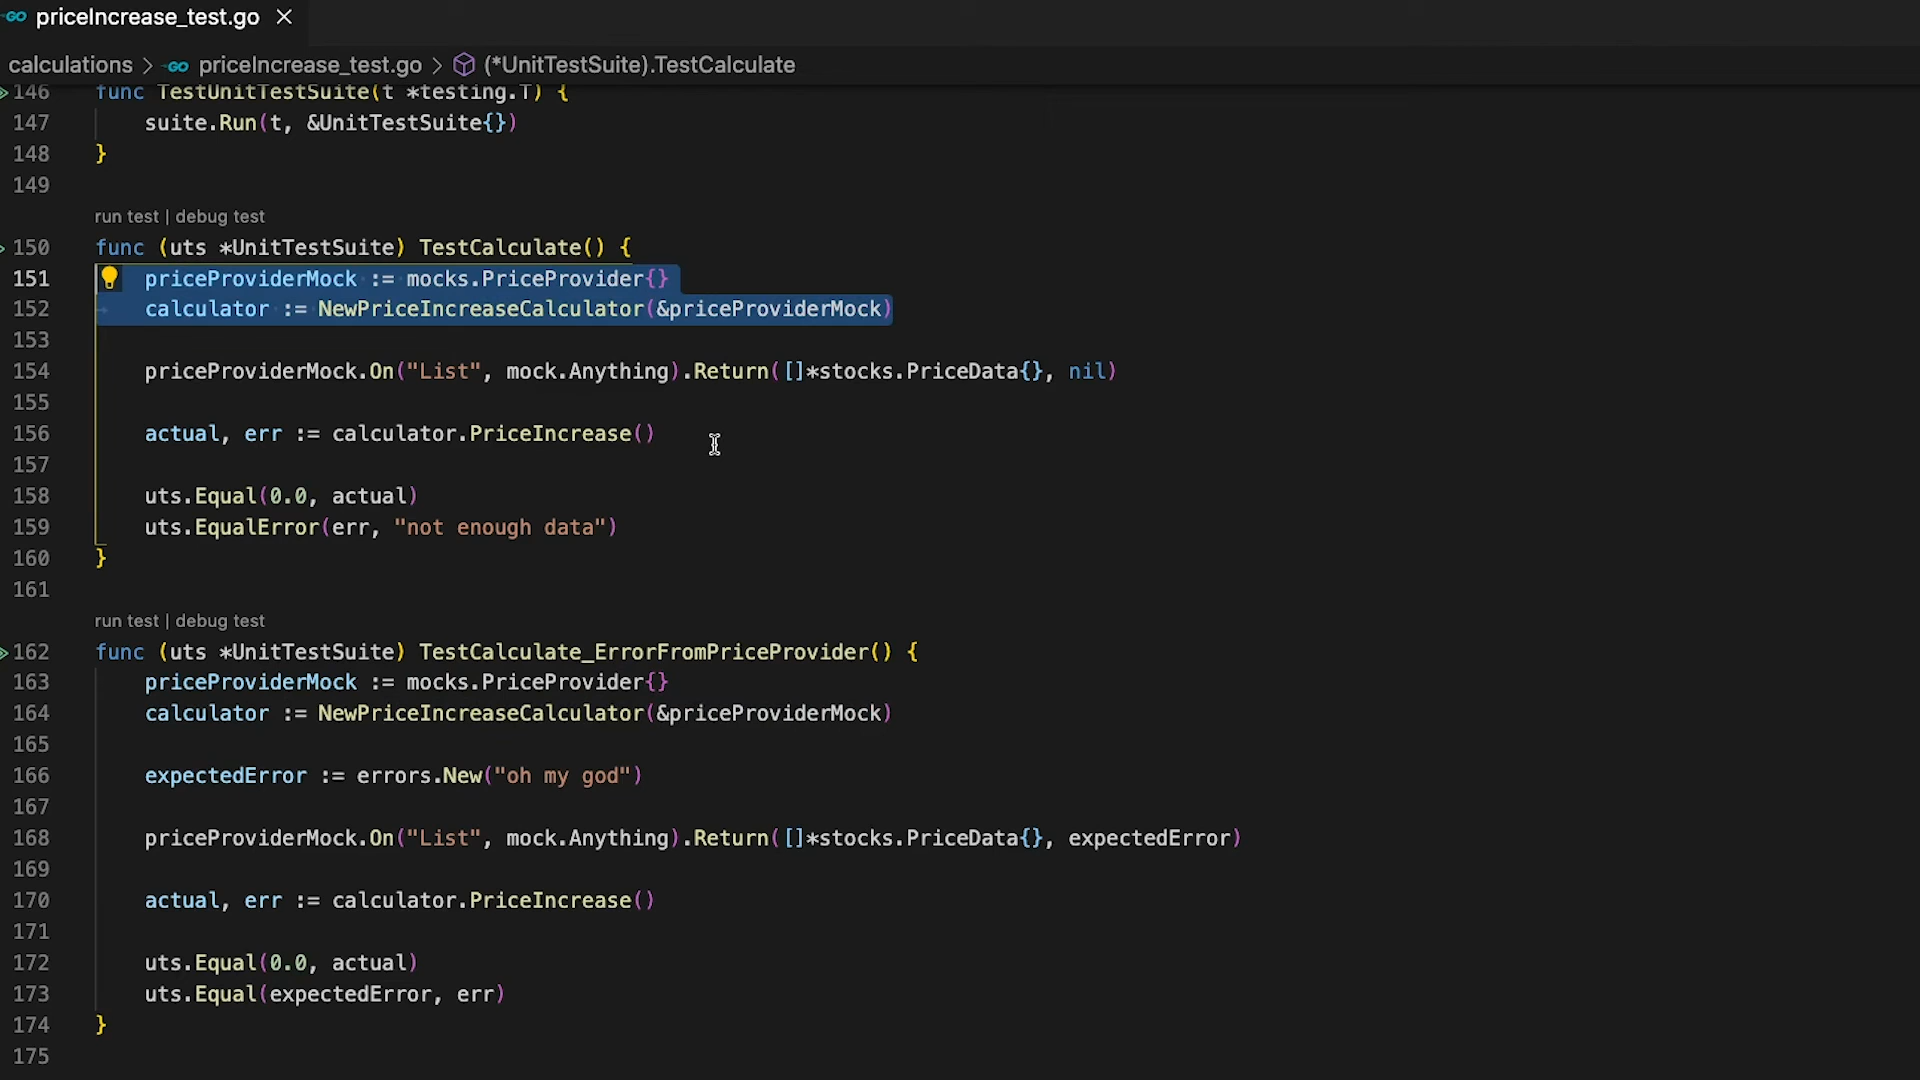 GO priceIncrease_test.go ×
calculations > GO priceIncrease_test.go > (*UnitTestSuite).TestCalculate
146 func TestUnitTestSuite(t *testing.T) {
147     suite.Run(t, &UnitTestSuite{})
148 }
149
run test | debug test
150 func (uts *UnitTestSuite) TestCalculate() {
151     priceProviderMock := mocks.PriceProvider{}
152     calculator := NewPriceIncreaseCalculator(&priceProviderMock)
153
154     priceProviderMock.On("List", mock.Anything).Return([]*stocks.PriceData{}, nil)
155
156     actual, err := calculator.PriceIncrease()
157
158     uts.Equal(0.0, actual)
159     uts.EqualError(err, "not enough data")
160 }
161
run test | debug test
162 func (uts *UnitTestSuite) TestCalculate_ErrorFromPriceProvider() {
163     priceProviderMock := mocks.PriceProvider{}
164     calculator := NewPriceIncreaseCalculator(&priceProviderMock)
165
166     expectedError := errors.New("oh my god")
167
168     priceProviderMock.On("List", mock.Anything).Return([]*stocks.PriceData{}, expectedError)
169
170     actual, err := calculator.PriceIncrease()
171
172     uts.Equal(0.0, actual)
173     uts.Equal(expectedError, err)
174 }
175